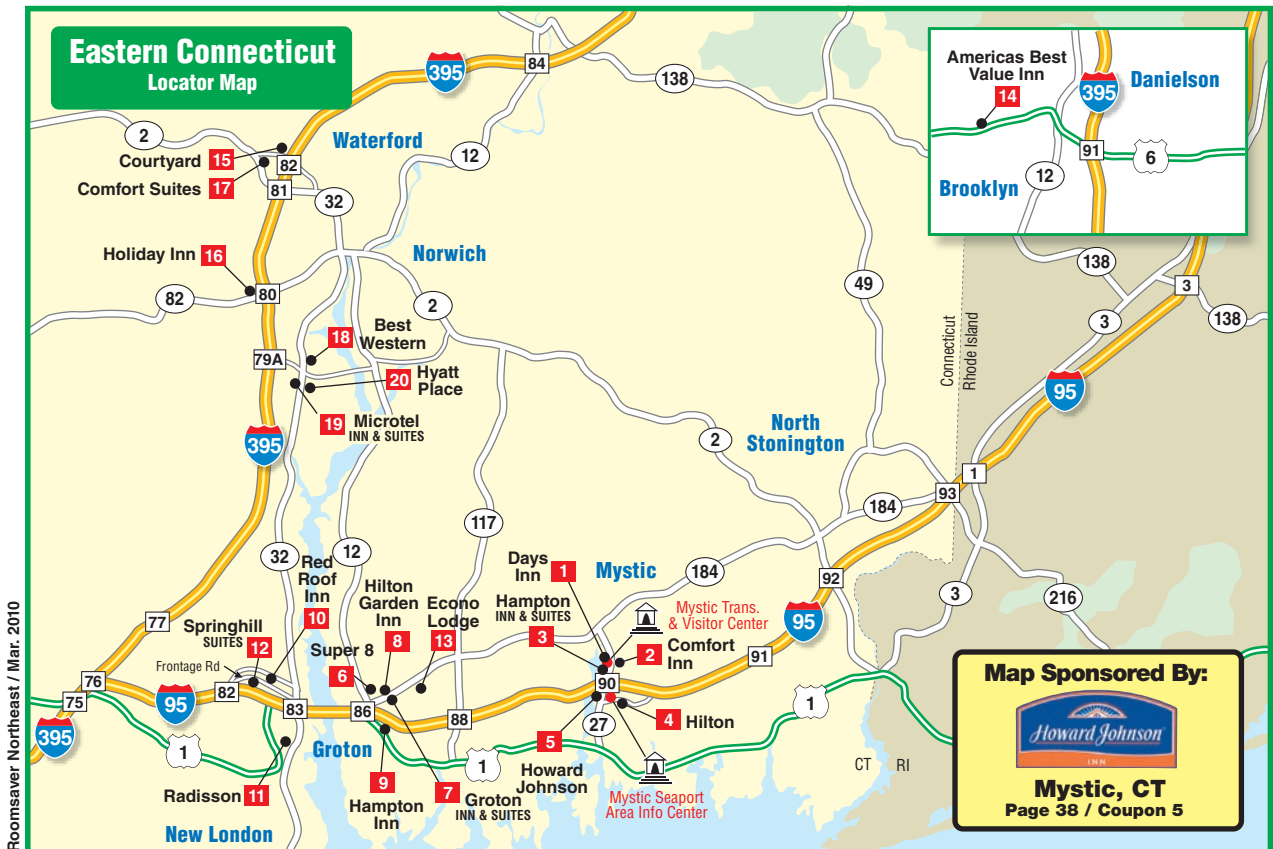 Eastern Connecticut
Locator Map
395
84
138
2
Waterford
12
Courtyard 15
82
Comfort Suites 17
81
32
Americas Best
Value Inn
14
395
Danielson
91
6
12
Brooklyn
Holiday Inn 16
Norwich
82
80
2
49
138
3
3
138
Connecticut
Rhode Island
18 Best
Western
79A
20 Hyatt
Place
19 Microtel
INN & SUITES
395
95
North
Stonington
2
1
93
184
117
32
12
Red
Roof
Inn
10
Days
Inn
1
Mystic
184
92
3
216
Hilton
Garden
Inn
8
Econo
Lodge
13
Hampton
INN & SUITES
3
Mystic Trans.
& Visitor Center
2 Comfort
Inn
95
77
Springhill
SUITES
12
Super 8
6
Frontage Rd
91
76
75
82
95
83
86
88
90
27
4 Hilton
1
395
1
Groton
1
5
Howard
Johnson
Radisson 11
9
Hampton
Inn
7
Groton
INN & SUITES
Mystic Seaport
Area Info Center
CT
RI
New London
Map Sponsored By:
Howard Johnson
INN
Mystic, CT
Page 38 / Coupon 5
Roomsaver Northeast / Mar. 2010